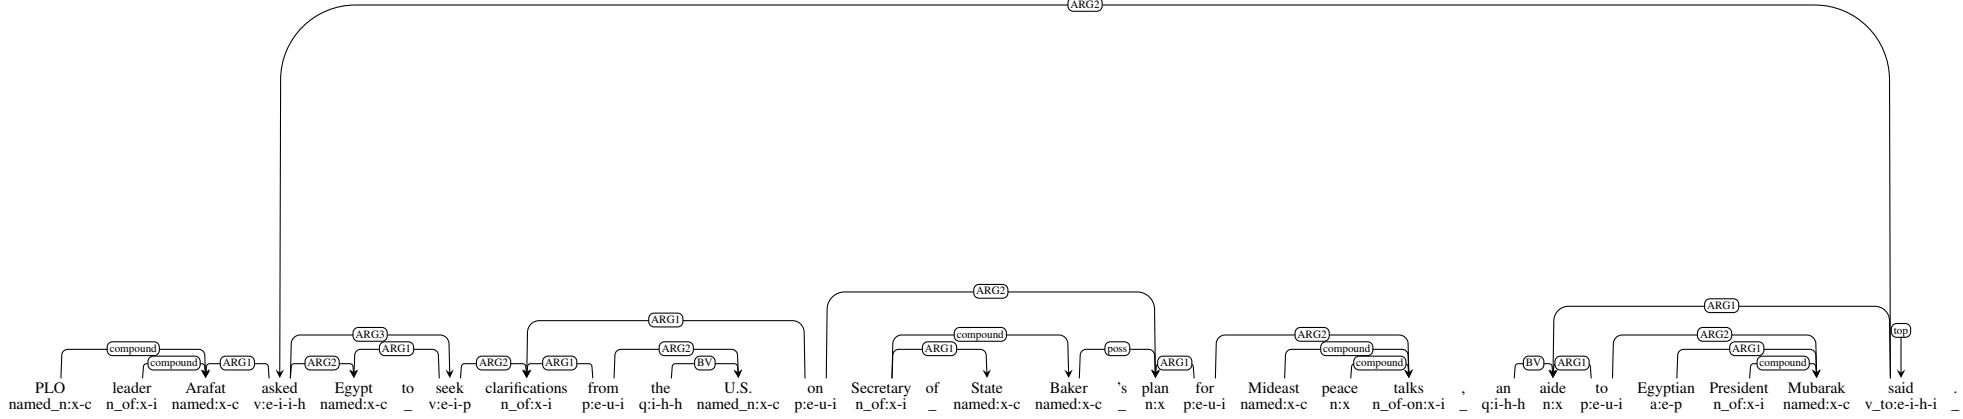 ARG2
ARG2
ARG1 ARG1
ARG1 top
ARG3 compound ARG2 ARG2
compound ARG1 ARG2 ARG1 poss compound ARG1
compound ARG1 ARG2 ARG2 ARG1 BV ARG1 compound BV ARG1 compound
PLO leader Arafat asked Egypt to seek clarifications from the U.S. on Secretary of State Baker 's plan for Mideast peace talks , an aide to Egyptian President Mubarak said .
named_n:x-c n_of:x-i named:x-c v:e-i-i-h named:x-c _ v:e-i-p n_of:x-i p:e-u-i q:i-h-h named_n:x-c p:e-u-i n_of:x-i _ named:x-c named:x-c _ n:x p:e-u-i named:x-c n:x n_of-on:x-i _ q:i-h-h n:x p:e-u-i a:e-p n_of:x-i named:x-c v_to:e-i-h-i _